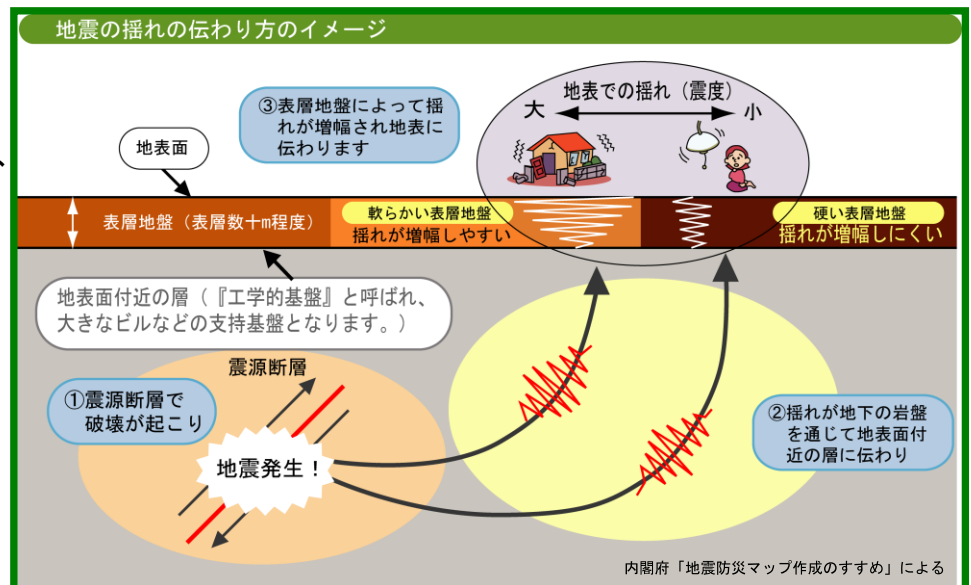 地震の揺れの伝わり方のイメージ
③表層地盤によって揺
れが増幅され地表に
伝わります
地表での揺れ（震度）
大
小
地表面
表層地盤（表層数十m程度）
軟らかい表層地盤
揺れが増幅しやすい
硬い表層地盤
揺れが増幅しにくい
地表面付近の層（『工学的基盤』と呼ばれ、
大きなビルなどの支持基盤となります。）
震源断層
①震源断層で
破壊が起こり
地震発生！
②揺れが地下の岩盤
を通じて地表面付
近の層に伝わり
内閣府「地震防災マップ作成のすすめ」による